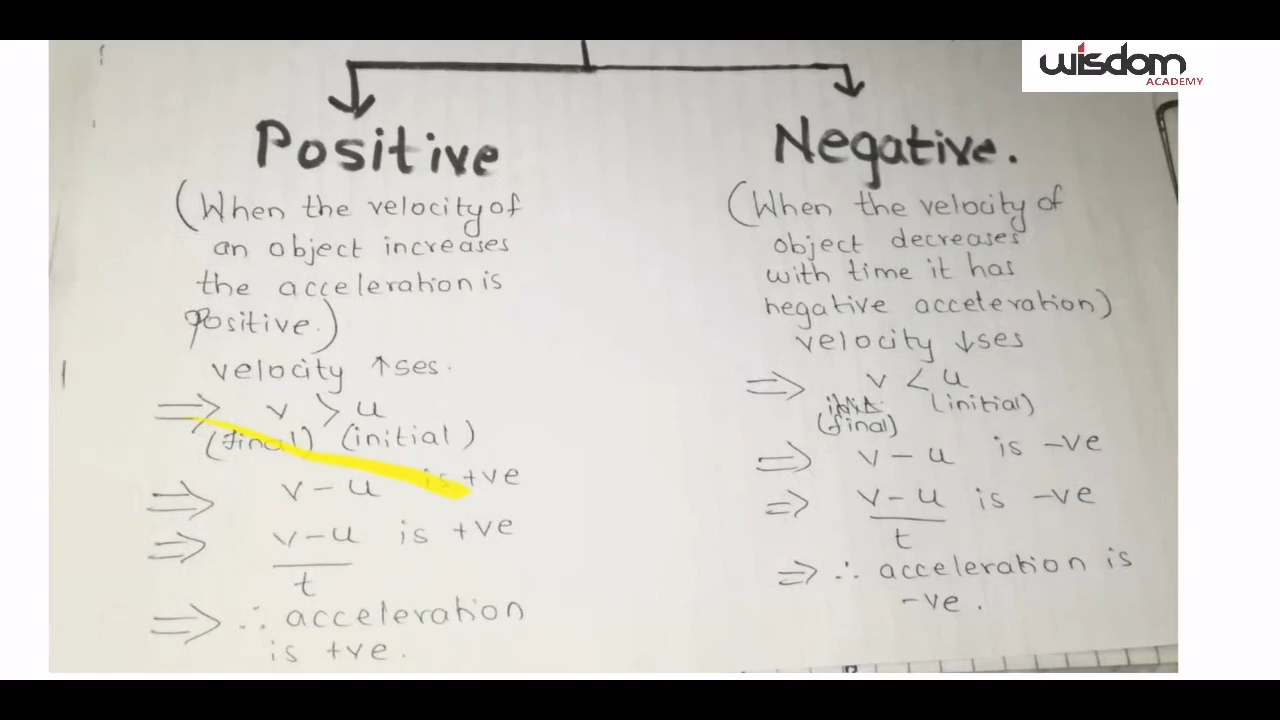 wisdom
ACADEMY
Positive
(When the velocity of
an object increases
the acceleration is
positive.)
velocity ↑ses.
⇒ v > u
(final) (initial)
⇒ v - u is +ve
⇒ v - u is +ve
t
⇒ ∴ acceleration
is +ve.
Negative.
(When the velocity of
object decreases
with time it has
negative acceleration)
velocity ↓ses
⇒ v < u
(initial)
(final)
⇒ v - u is -ve
⇒ v - u is -ve
t
⇒ ∴ acceleration is
-ve.